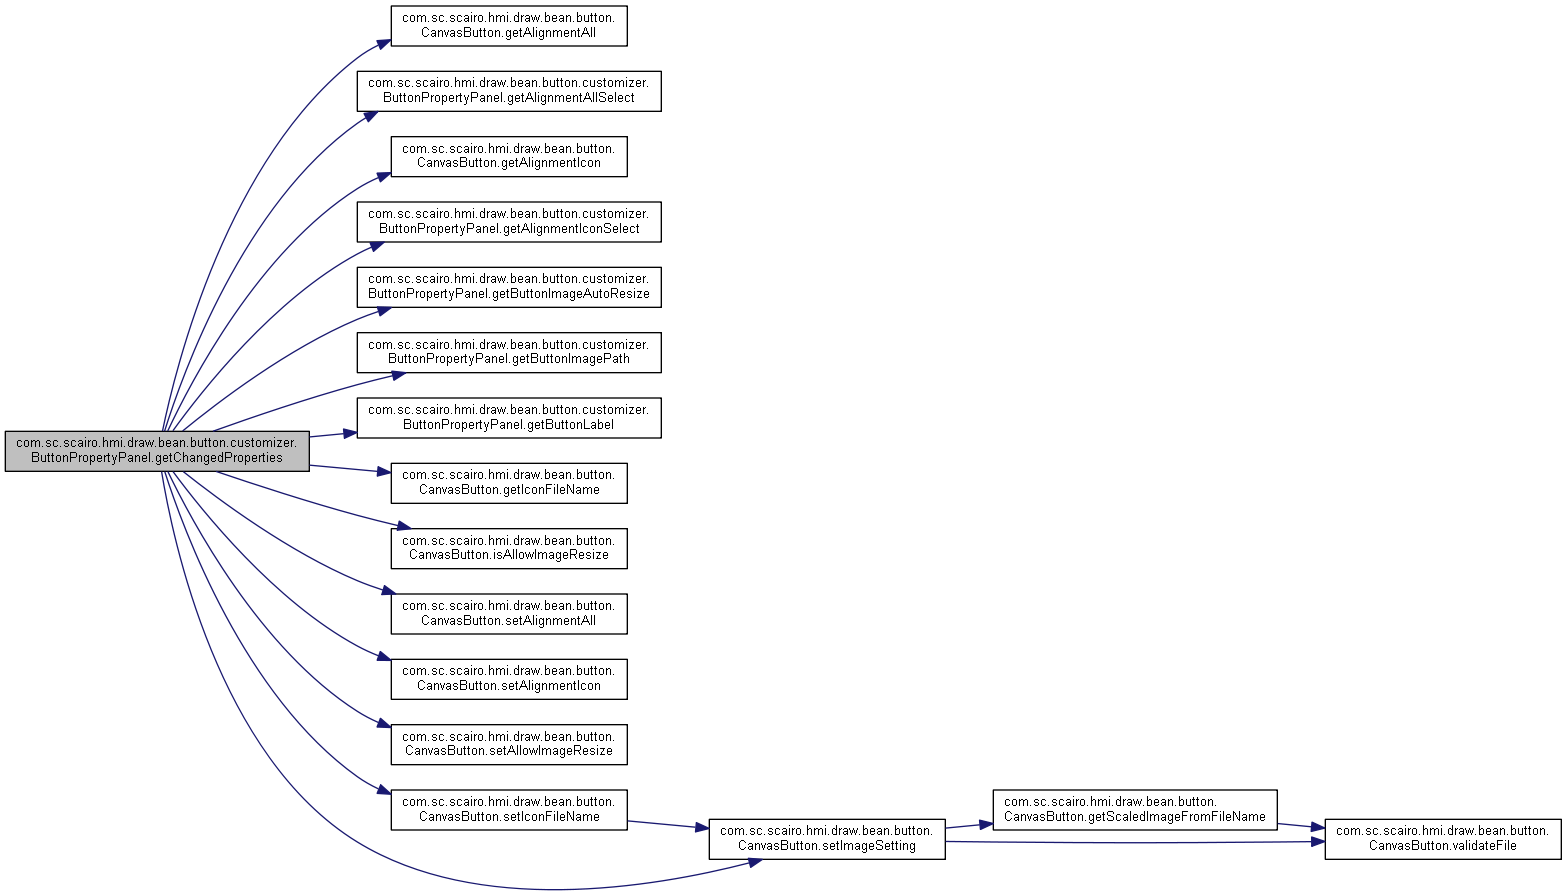 com.sc.scairo.hmi.draw.bean.button.
CanvasButton.getAlignmentAll
com.sc.scairo.hmi.draw.bean.button.customizer.
ButtonPropertyPanel.getAlignmentAllSelect
com.sc.scairo.hmi.draw.bean.button.
CanvasButton.getAlignmentIcon
com.sc.scairo.hmi.draw.bean.button.customizer.
ButtonPropertyPanel.getAlignmentIconSelect
com.sc.scairo.hmi.draw.bean.button.customizer.
ButtonPropertyPanel.getButtonImageAutoResize
com.sc.scairo.hmi.draw.bean.button.customizer.
ButtonPropertyPanel.getButtonImagePath
com.sc.scairo.hmi.draw.bean.button.customizer.
ButtonPropertyPanel.getButtonLabel
com.sc.scairo.hmi.draw.bean.button.customizer.
ButtonPropertyPanel.getChangedProperties
com.sc.scairo.hmi.draw.bean.button.
CanvasButton.getIconFileName
com.sc.scairo.hmi.draw.bean.button.
CanvasButton.isAllowImageResize
com.sc.scairo.hmi.draw.bean.button.
CanvasButton.setAlignmentAll
com.sc.scairo.hmi.draw.bean.button.
CanvasButton.setAlignmentIcon
com.sc.scairo.hmi.draw.bean.button.
CanvasButton.setAllowImageResize
com.sc.scairo.hmi.draw.bean.button.
CanvasButton.setIconFileName
com.sc.scairo.hmi.draw.bean.button.
CanvasButton.setImageSetting
com.sc.scairo.hmi.draw.bean.button.
CanvasButton.getScaledImageFromFileName
com.sc.scairo.hmi.draw.bean.button.
CanvasButton.validateFile